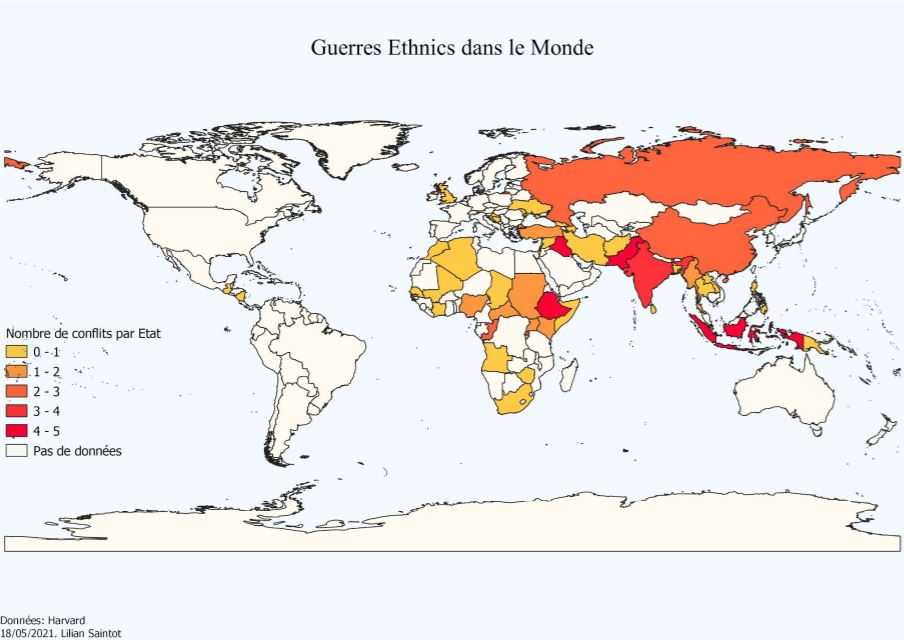 Guerres Ethnics dans le Monde
Nombre de conflits par Etat
0 - 1
1 - 2
2 - 3
3 - 4
4 - 5
Pas de données
Données: Harvard
18/05/2021, Lilian Saintot